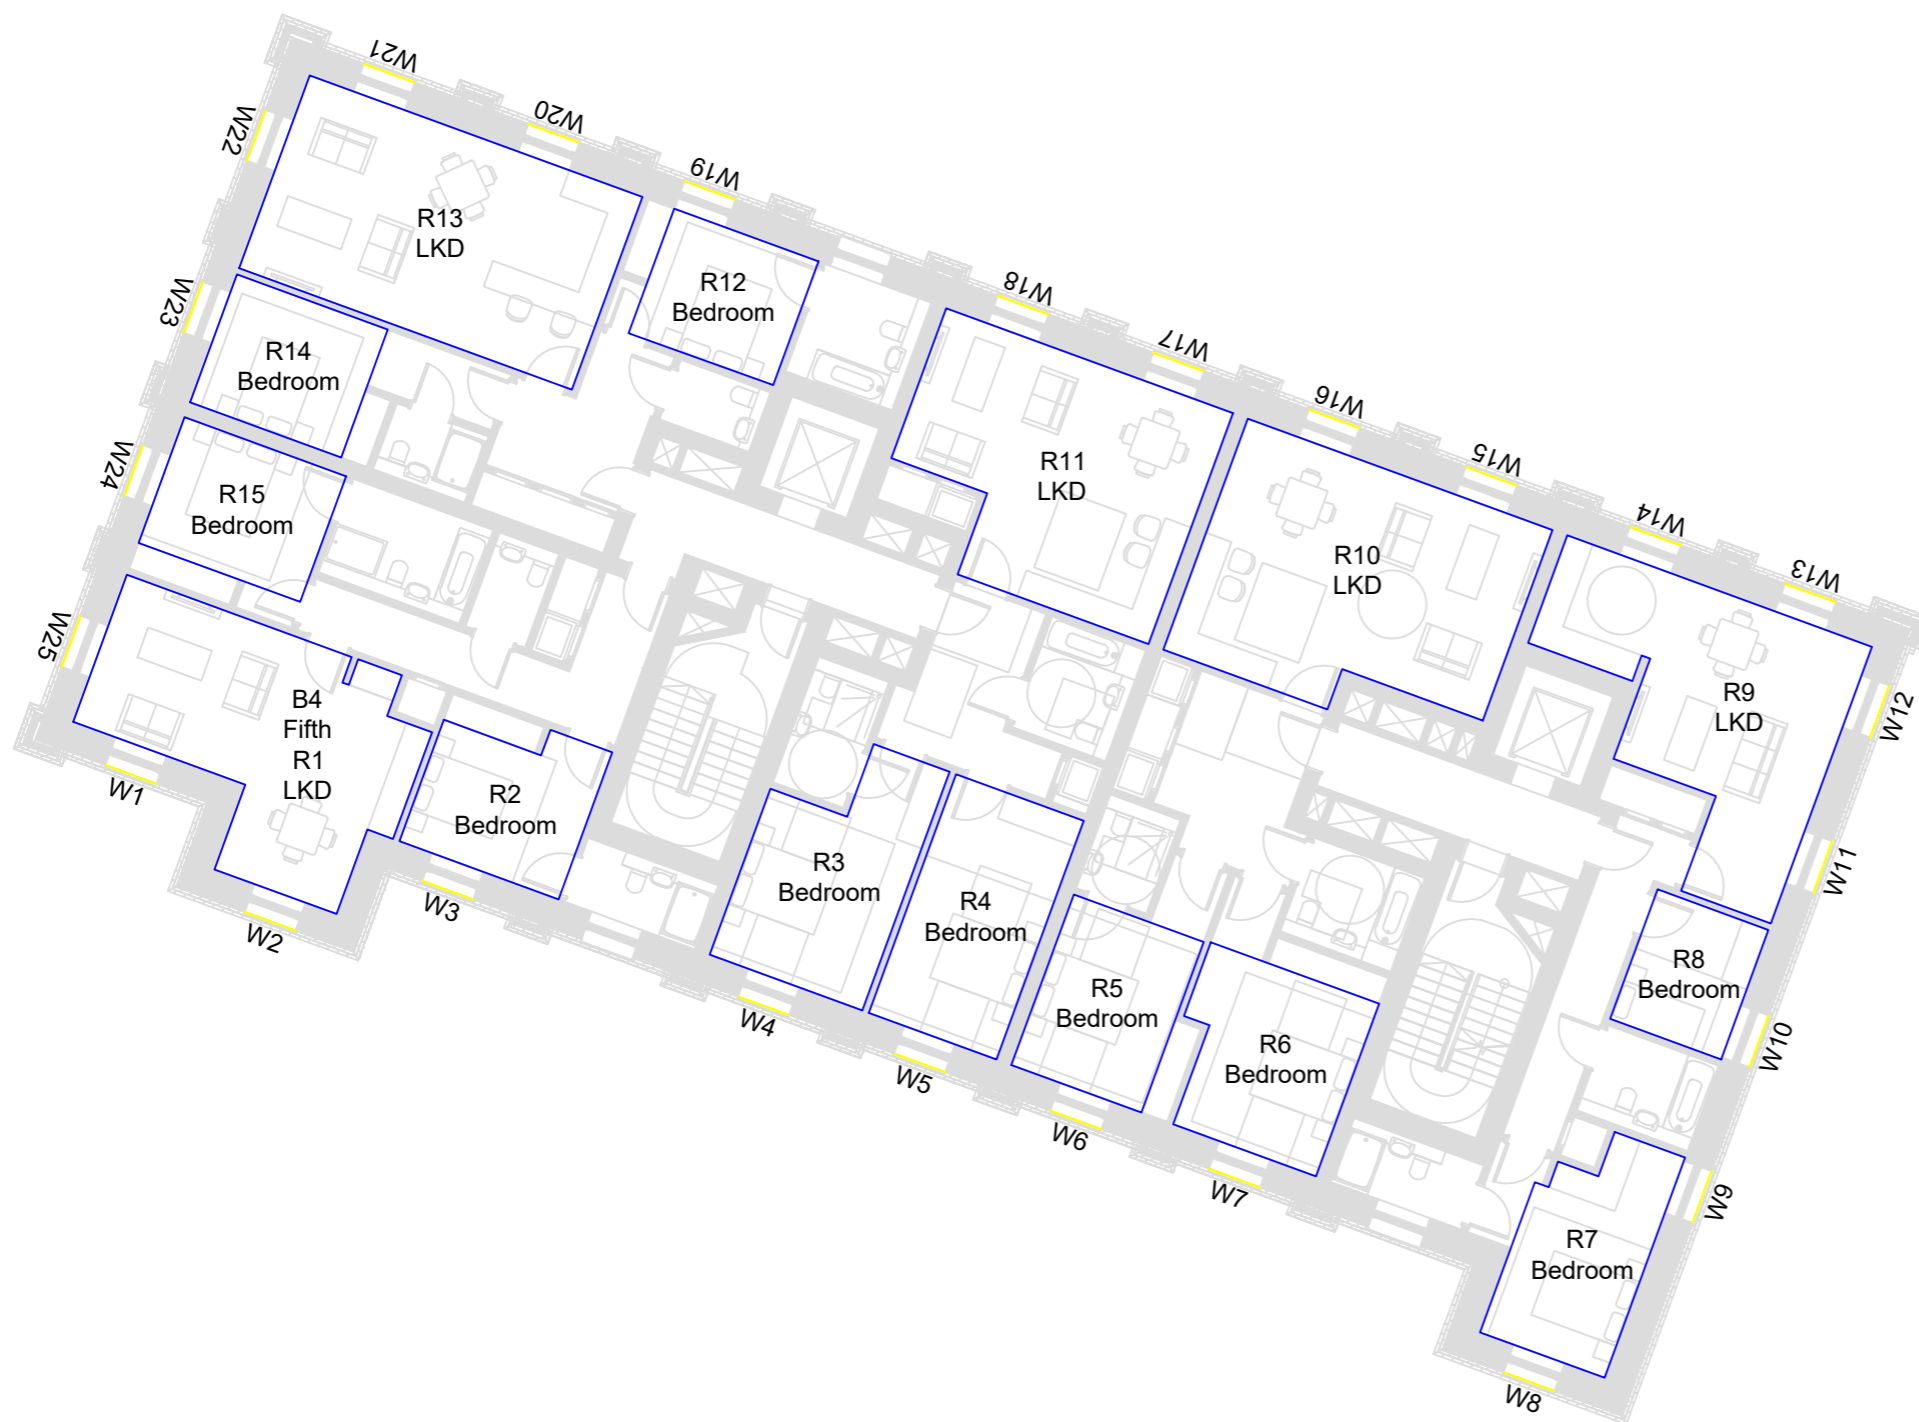 W21
W20
W19
W22
R13
LKD
R12
Bedroom
W18
W17
W23
R14
Bedroom
W16
W15
W24
R15
Bedroom
R11
LKD
R10
LKD
W14
W13
W25
B4
Fifth
R1
LKD
R9
LKD
W12
W1
R2
Bedroom
R3
Bedroom
R4
Bedroom
W11
W3
W2
R5
Bedroom
R6
Bedroom
R8
Bedroom
W10
W4
W5
W6
W7
W9
R7
Bedroom
W8